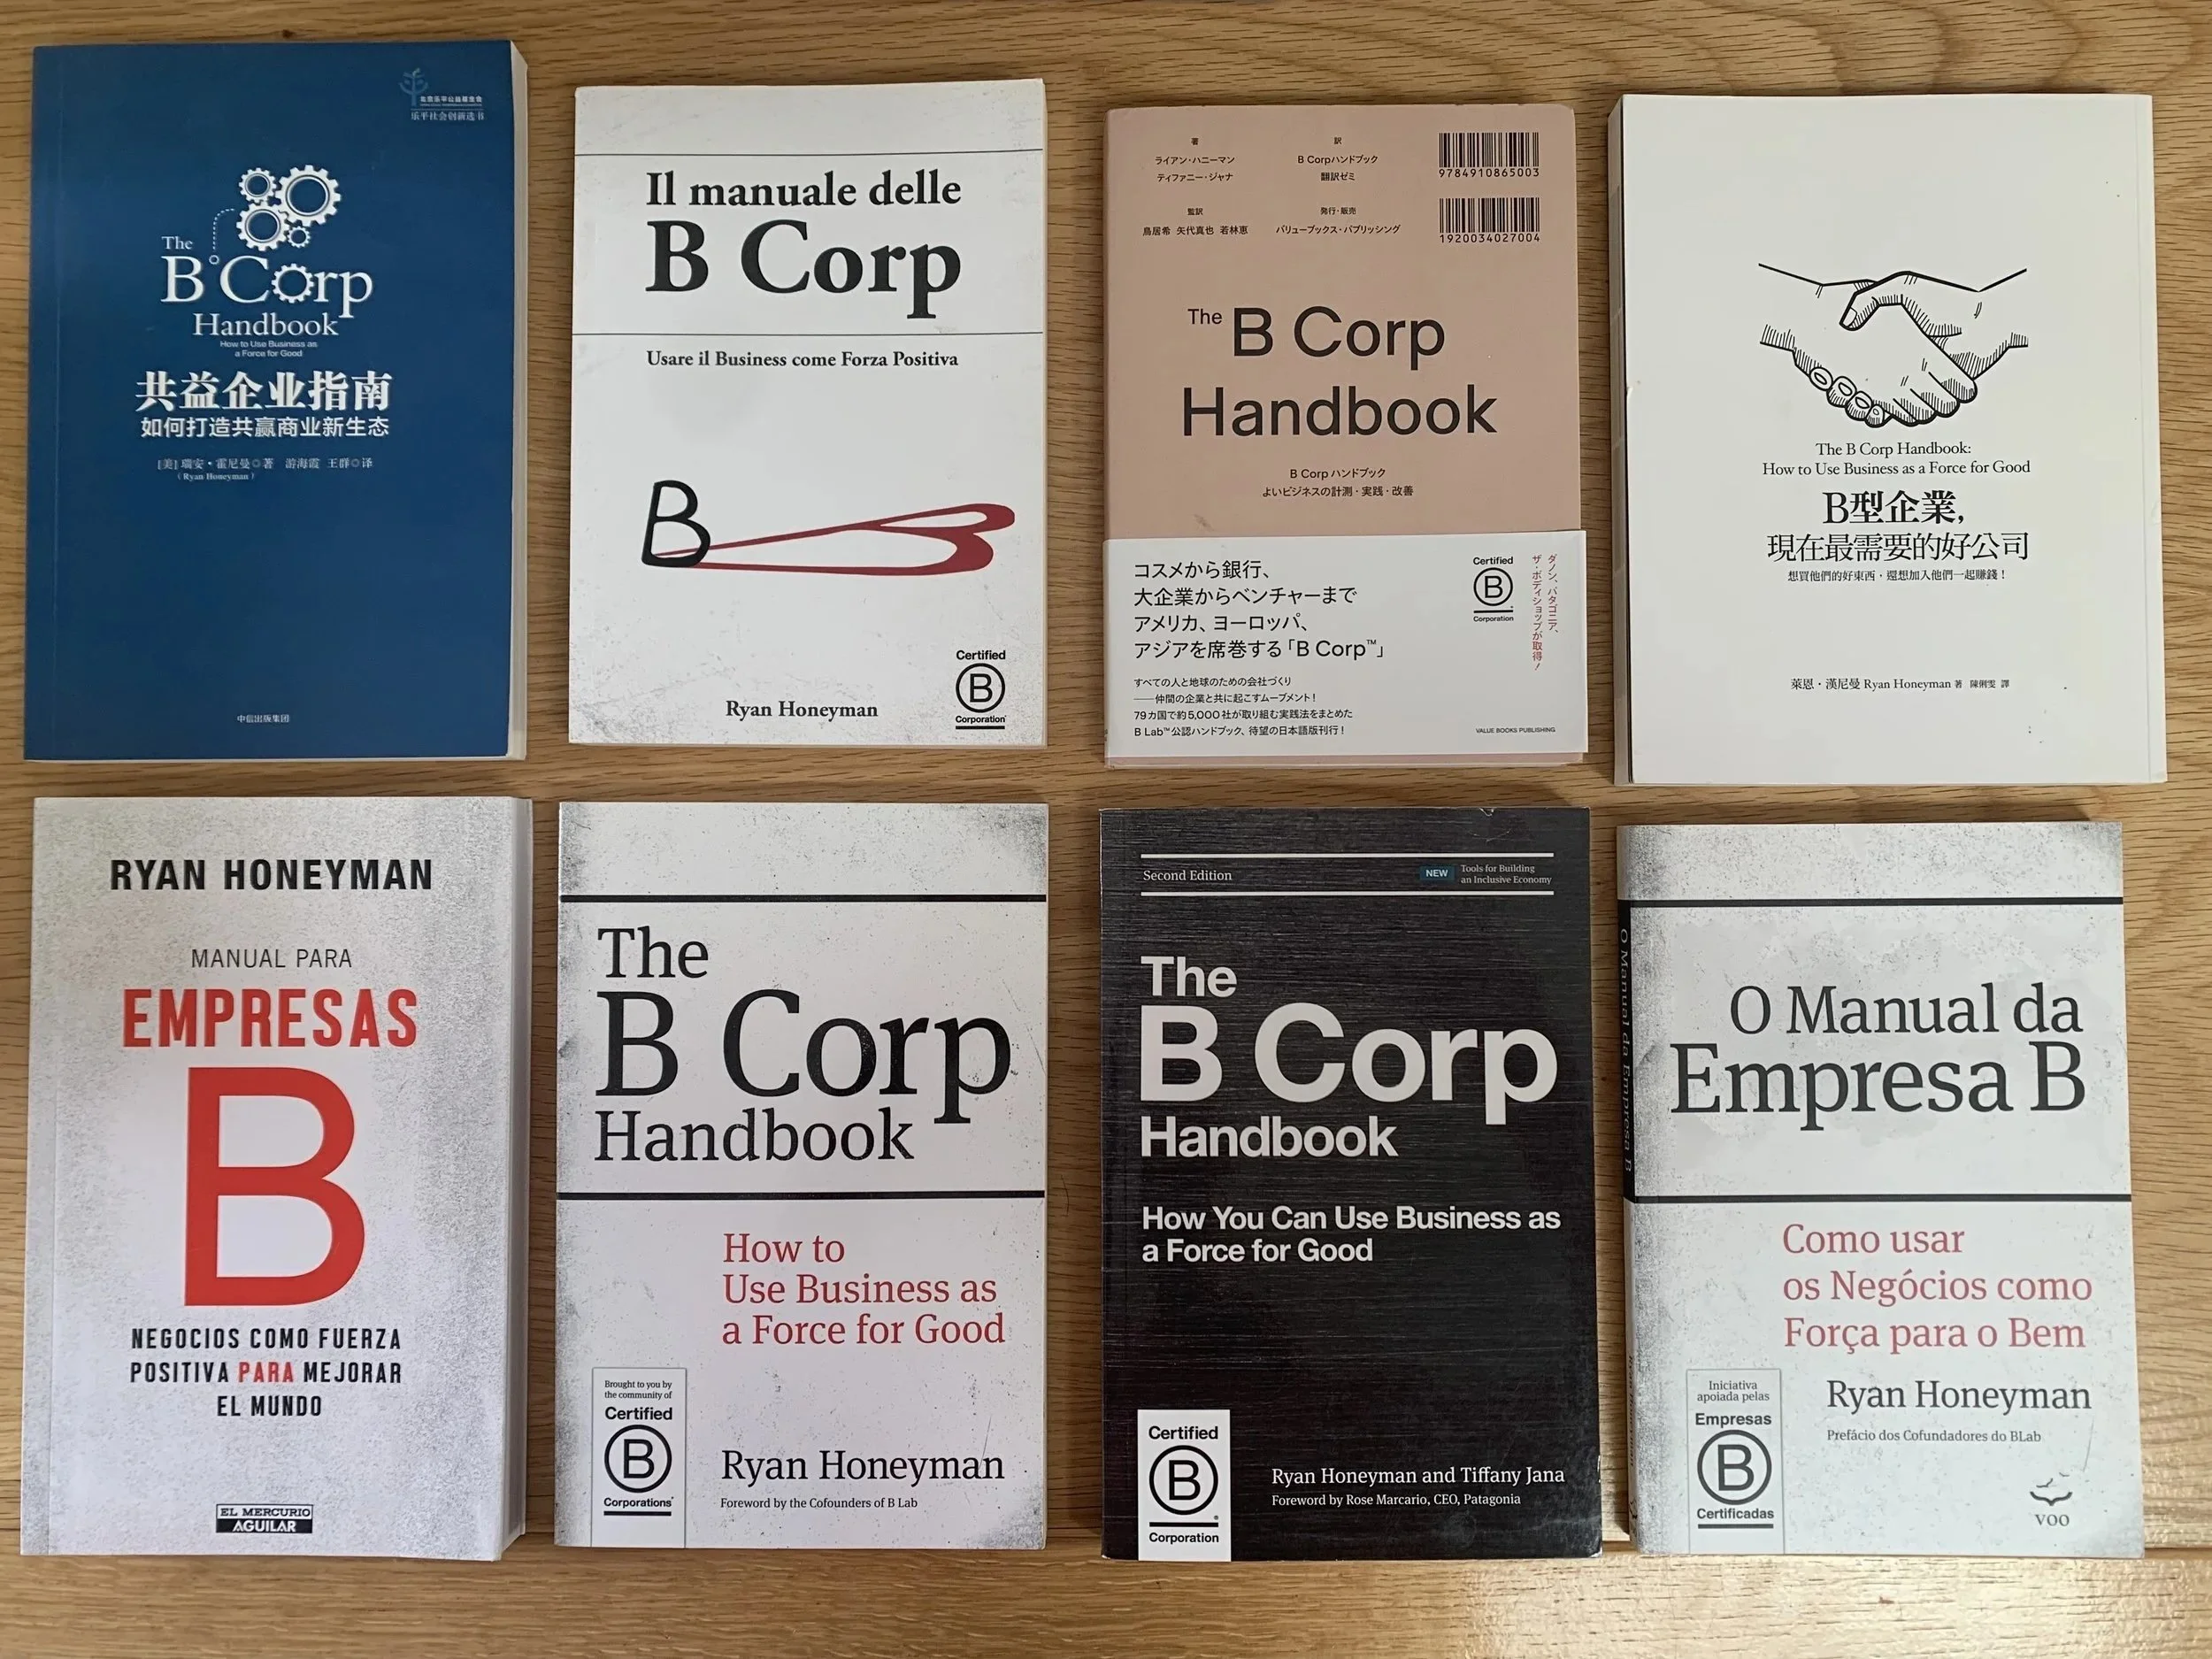 北京乐平公益基金会
乐平社会创新选书
The
B Corp
Handbook
How to Use Business as
a Force for Good
共益企业指南
如何打造共赢商业新生态
[美] 瑞安·霍尼曼◎著 游海霞 王群◎译
(Ryan Honeyman)
中信出版集团
Il manuale delle
B Corp
Usare il Business come Forza Positiva
B
Ryan Honeyman
Certified
B
Corporation
著
ライアン・ハニーマン
ティファニー・ジャナ
訳
B Corpハンドブック
翻訳ゼミ
監訳
鳥居希 矢代真也 若林恵
発行・販売
バリューブックス・パブリッシング
9784910865003
1920034027004
The B Corp
Handbook
B Corp ハンドブック
よいビジネスの計測・実践・改善
コスメから銀行、
大企業からベンチャーまで
アメリカ、ヨーロッパ、
アジアを席巻する「B Corp™」
すべての人と地球のための会社づくり
——仲間の企業と共に起こすムーブメント！
79カ国で約5,000社が取り組む実践法をまとめた
B Lab™公認ハンドブック、待望の日本語版刊行！
Certified
B
Corporation
ダノン、パタゴニア、
ザ・ボディショップが取得！
VALUE BOOKS PUBLISHING
The B Corp Handbook:
How to Use Business as a Force for Good
B型企業,
現在最需要的好公司
想買他們的好東西，還想加入他們一起賺錢！
萊恩・漢尼曼 Ryan Honeyman 著 陳俐雯 譯
RYAN HONEYMAN
MANUAL PARA
EMPRESAS
B
NEGOCIOS COMO FUERZA
POSITIVA PARA MEJORAR
EL MUNDO
EL MERCURIO
AGUILAR
The
B Corp
Handbook
How to
Use Business as
a Force for Good
Brought to you by
the community of
Certified
B
Corporations
Ryan Honeyman
Foreword by the Cofounders of B Lab
Second Edition
NEW
Tools for Building
an Inclusive Economy
The
B Corp
Handbook
How You Can Use Business as
a Force for Good
Certified
B
Corporation
Ryan Honeyman and Tiffany Jana
Foreword by Rose Marcario, CEO, Patagonia
O Manual da Empresa B
O Manual da
Empresa B
Como usar
os Negócios como
Força para o Bem
Iniciativa
apoiada pelas
Empresas
B
Certificadas
Ryan Honeyman
Prefácio dos Cofundadores do BLab
VOO